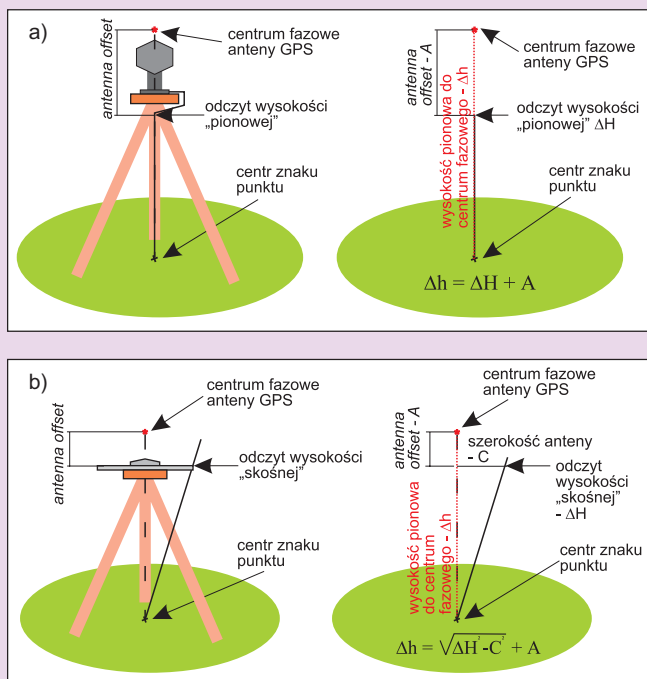 a)
antenna offset
centrum fazowe
anteny GPS
odczyt wysokości
„pionowej”
centr znaku
punktu
antenna
offset - A
centrum fazowe
anteny GPS
odczyt wysokości
„pionowej” ΔH
wysokość pionowa do
centrum fazowego - Δh
centr znaku
punktu
Δh = ΔH + A
b)
antenna offset
centrum fazowe
anteny GPS
odczyt wysokości
„skośnej”
centr znaku
punktu
antenna
offset - A
centrum fazowe
anteny GPS
szerokość anteny
- C
odczyt
wysokości
„skośnej”
- ΔH
wysokość pionowa
do centrum
fazowego - Δh
centr znaku
punktu
Δh = √ΔH²-C² + A